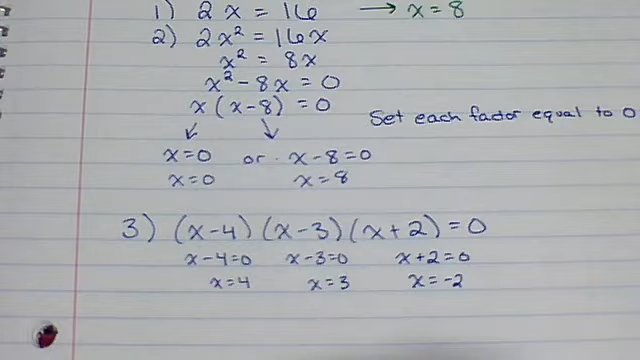 1) 2x = 16 → x = 8
2) 2x² = 16x
x² = 8x
x² - 8x = 0
x(x-8) = 0
Set each factor equal to 0
x=0 or x-8=0
x=0 x=8
3) (x-4)(x-3)(x+2)=0
x-4=0 x-3=0 x+2=0
x=4 x=3 x=-2